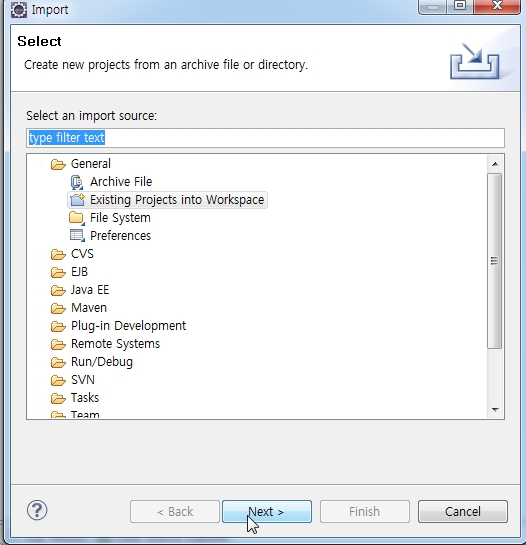 Import
Select
Create new projects from an archive file or directory.
Select an import source:
type filter text
General
Archive File
Existing Projects into Workspace
File System
Preferences
CVS
EJB
Java EE
Maven
Plug-in Development
Remote Systems
Run/Debug
SVN
Tasks
Team
?
< Back
Next >
Finish
Cancel